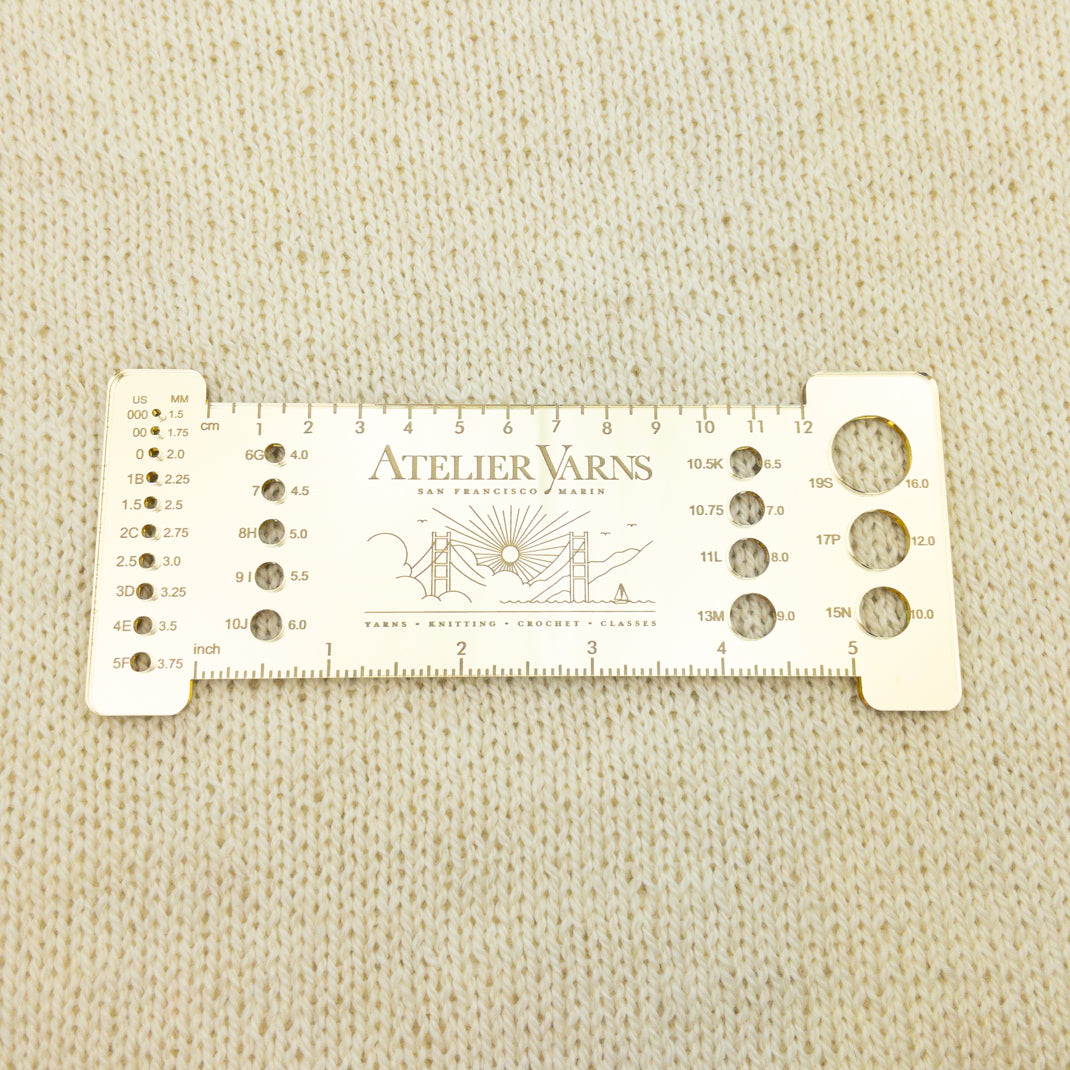 US MM
000 1.5
00 1.75
0 2.0
1B 2.25
1.5 2.5
2C 2.75
2.5 3.0
3D 3.25
4E 3.5
5F 3.75
cm 1 2 3 4 5 6 7 8 9 10 11 12
6G 4.0
7 4.5
8H 5.0
9 I 5.5
10J 6.0
ATELIER YARNS
SAN FRANCISCO MARIN
YARNS • KNITTING • CROCHET • CLASSES
10.5K 6.5
10.75 7.0
11L 8.0
13M 9.0
19S 16.0
17P 12.0
15N 10.0
inch 1 2 3 4 5